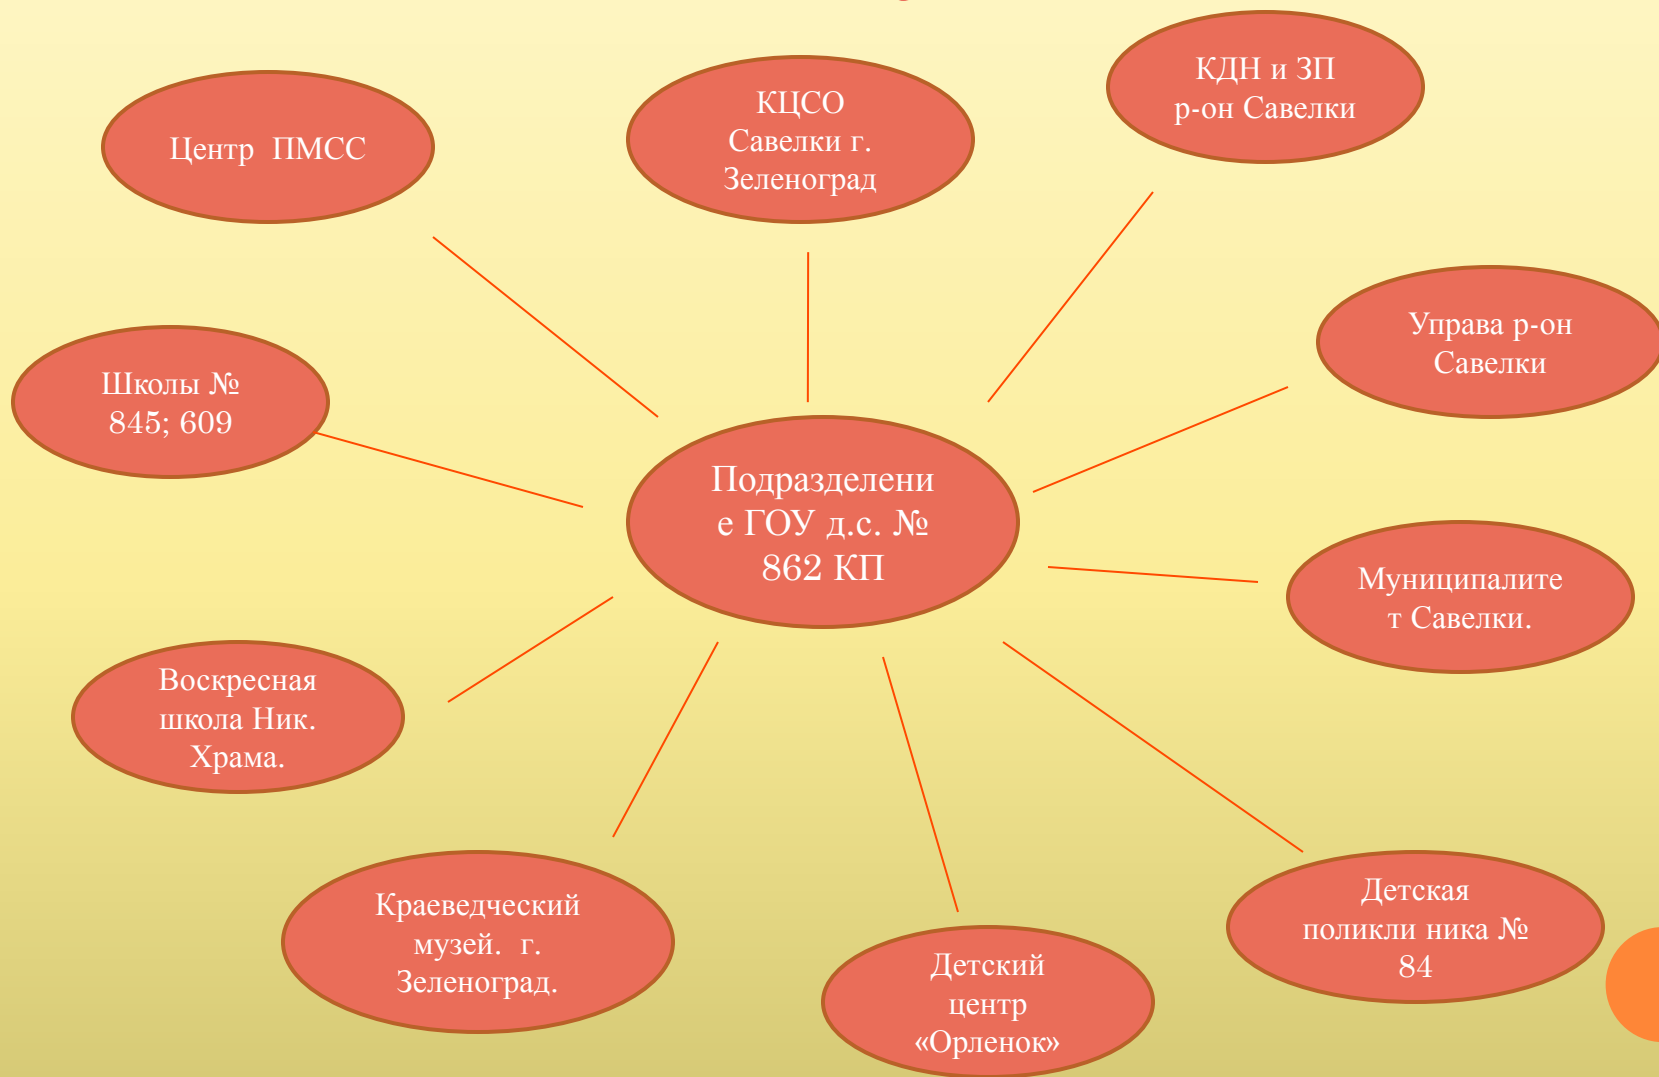 КДН и ЗП
р-он Савелки
КЦСО
Савелки г.
Зеленоград
Центр ПМСС
Управа р-он
Савелки
Школы №
845; 609
Подразделени
е ГОУ д.с. №
862 КП
Муниципалите
т Савелки.
Воскресная
школа Ник.
Храма.
Краеведческий
музей. г.
Зеленоград.
Детская
поликли ника №
84
Детский
центр
«Орленок»